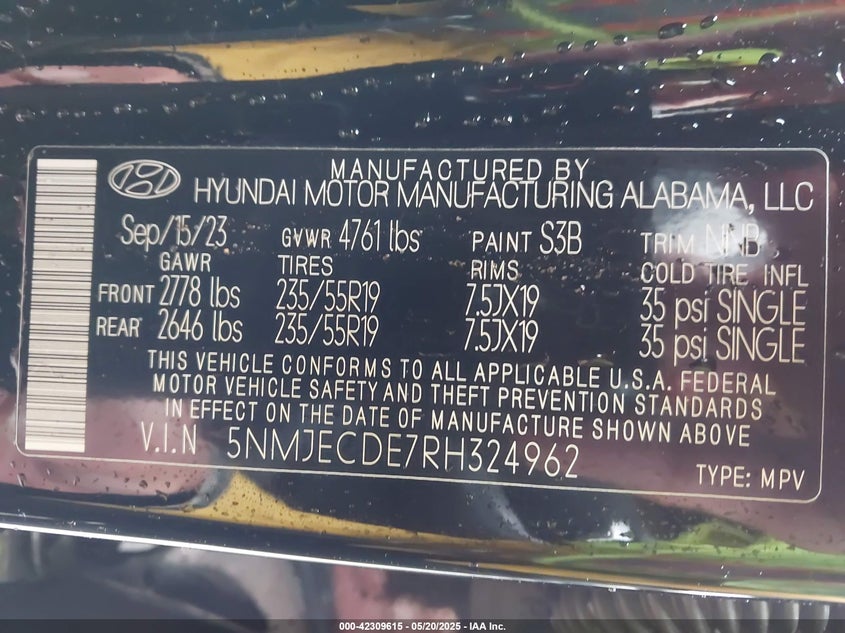 MANUFACTURED BY
HYUNDAI MOTOR MANUFACTURING ALABAMA, LLC
Sep/15/23 GVWR 4761 lbs PAINT S3B TRIM NNB
GAWR TIRES RIMS COLD TIRE INFL
FRONT 2778 lbs 235/55R19 7.5JX19 35 psi SINGLE
REAR 2646 lbs 235/55R19 7.5JX19 35 psi SINGLE
THIS VEHICLE CONFORMS TO ALL APPLICABLE U.S.A. FEDERAL
MOTOR VEHICLE SAFETY AND THEFT PREVENTION STANDARDS
IN EFFECT ON THE DATE OF MANUFACTURE SHOWN ABOVE
V.I.N 5NMJECDE7RH324962
TYPE: MPV
000-42309615 - 05/20/2025 - IAA Inc.